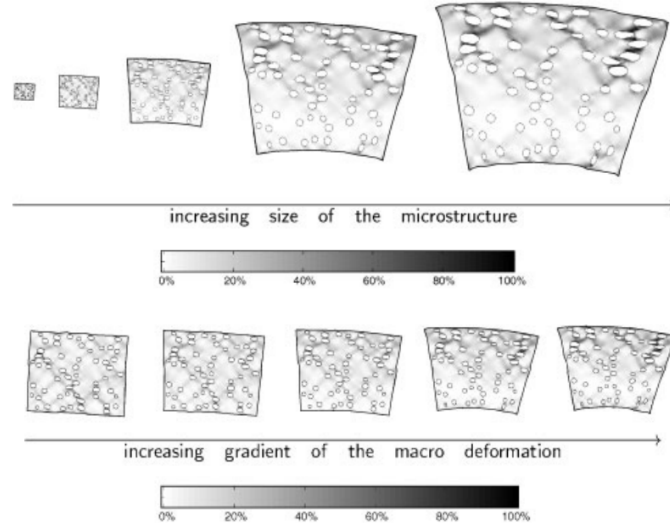 increasing size of the microstructure
0% 20% 40% 60% 80% 100%
increasing gradient of the macro deformation
0% 20% 40% 60% 80% 100%